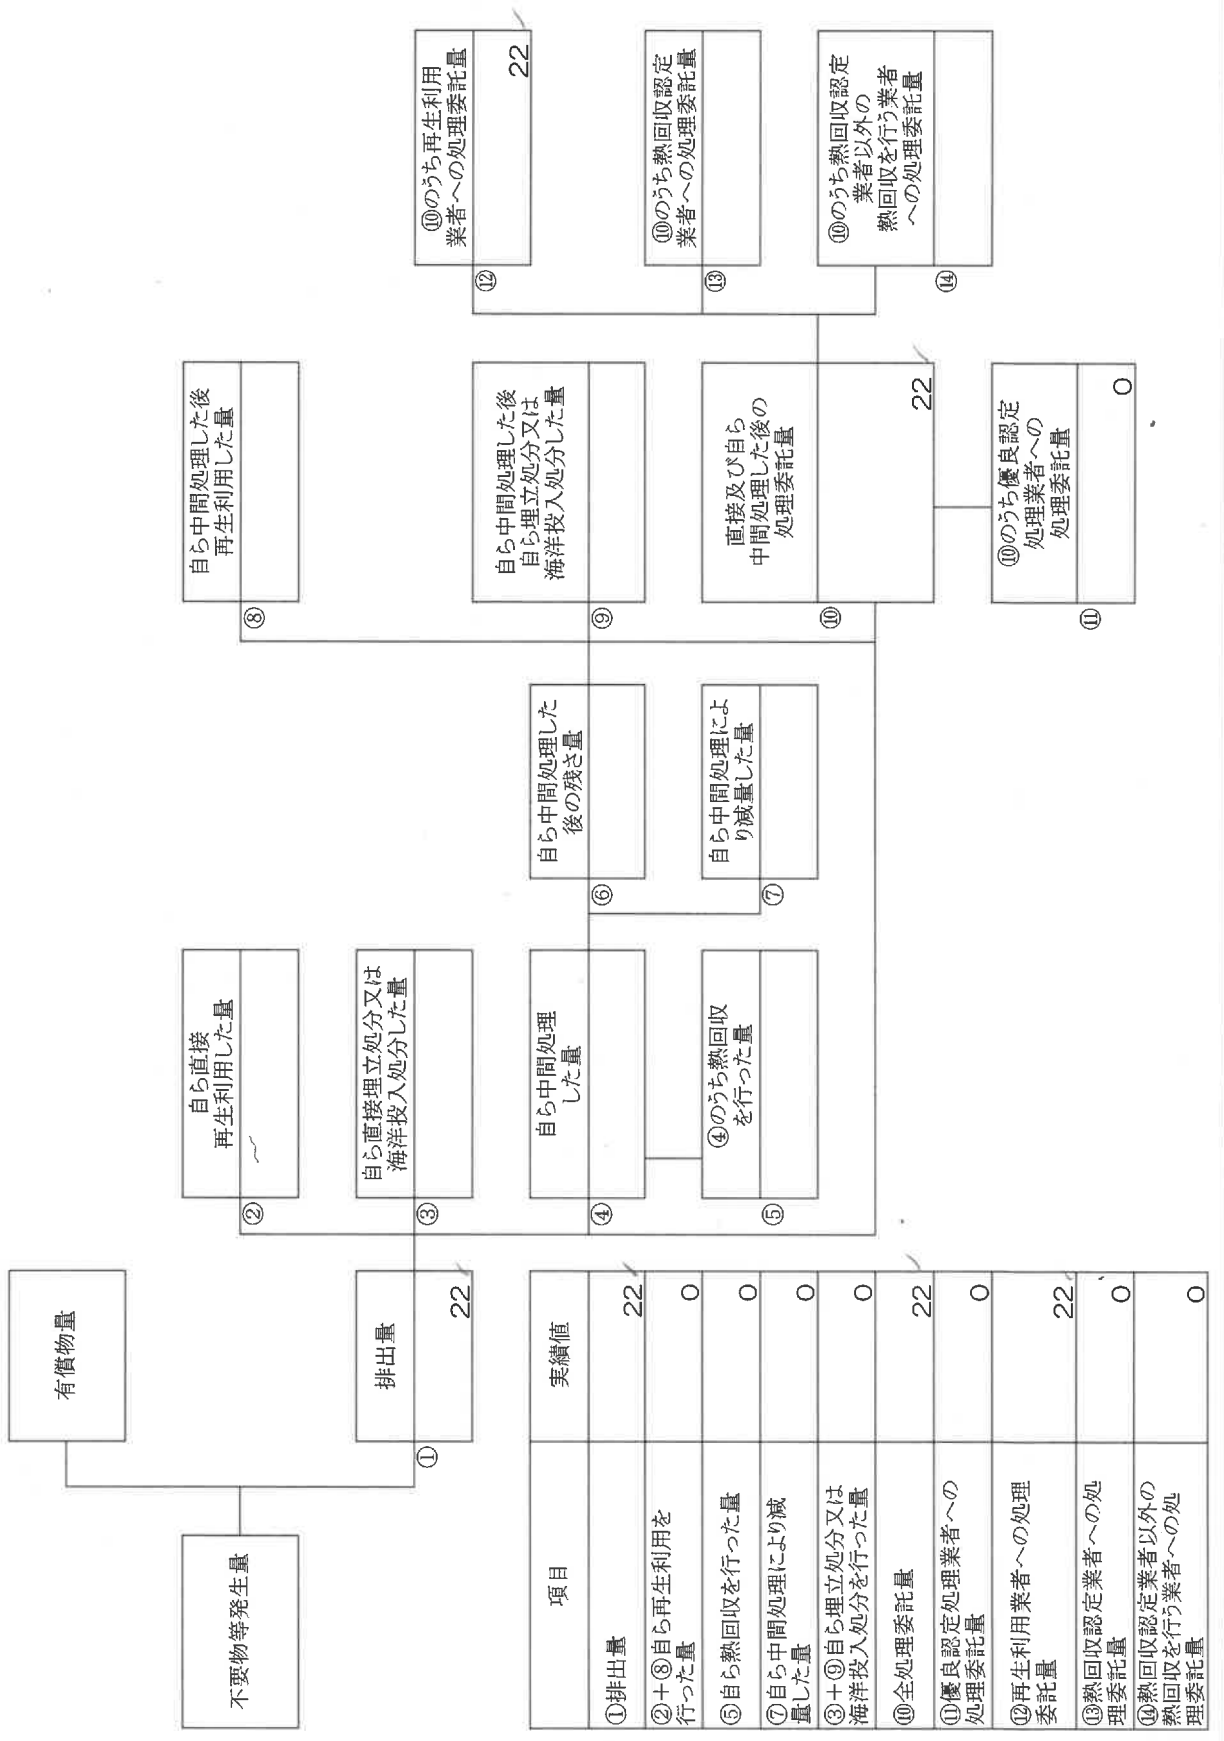 不要物等発生量
有償物量
①
排出量
22
②
自ら直接
再生利用した量
③
自ら直接埋立処分又は
海洋投入処分した量
④
自ら中間処理
した量
⑤
④のうち熱回収
を行った量
⑥
自ら中間処理した
後の残さ量
⑦
自ら中間処理によ
り減量した量
⑧
自ら中間処理した後
再生利用した量
⑨
自ら中間処理した後
自ら埋立処分又は
海洋投入処分した量
⑩
直接及び自ら
中間処理した後の
処理委託量
22
⑪
⑩のうち優良認定
処理業者への
処理委託量
0
⑫
⑩のうち再生利用
業者への処理委託量
22
⑬
⑩のうち熱回収認定
業者への処理委託量
⑭
⑩のうち熱回収認定
業者以外の
熱回収を行う業者
への処理委託量
項目 実績値
①排出量 22
②+⑧自ら再生利用を
行った量 0
⑤自ら熱回収を行った量 0
⑦自ら中間処理により減
量した量 0
③+⑨自ら埋立処分又は
海洋投入処分を行った量 0
⑩全処理委託量 22
⑪優良認定処理業者への
処理委託量 0
⑫再生利用業者への処理
委託量 22
⑬熱回収認定業者への処
理委託量 0
⑭熱回収認定業者以外の
熱回収を行う業者への処
理委託量 0